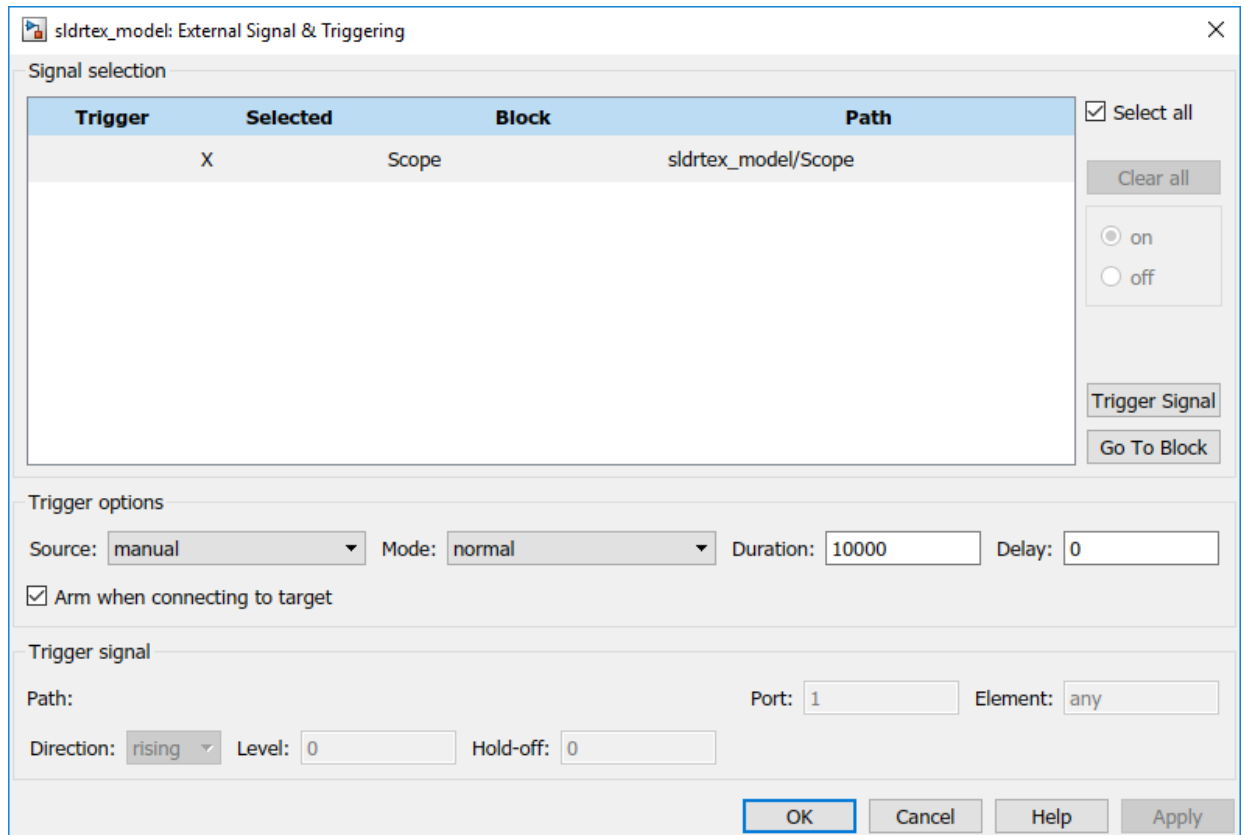 sldrtex_model: External Signal & Triggering
Signal selection
Trigger Selected Block Path
X Scope sldrtex_model/Scope
Select all
Clear all
on
off
Trigger Signal
Go To Block
Trigger options
Source: manual Mode: normal Duration: 10000 Delay: 0
Arm when connecting to target
Trigger signal
Path: Port: 1 Element: any
Direction: rising Level: 0 Hold-off: 0
OK Cancel Help Apply